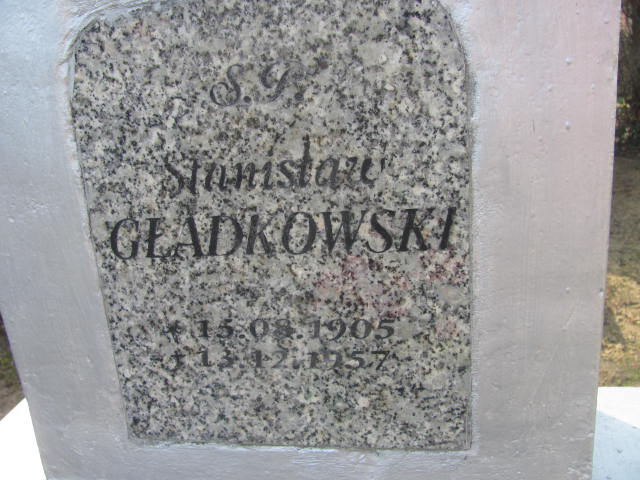 Ś.P.
Stanisław
GŁADKOWSKI
* 15.08.1905
+ 13.12.1957